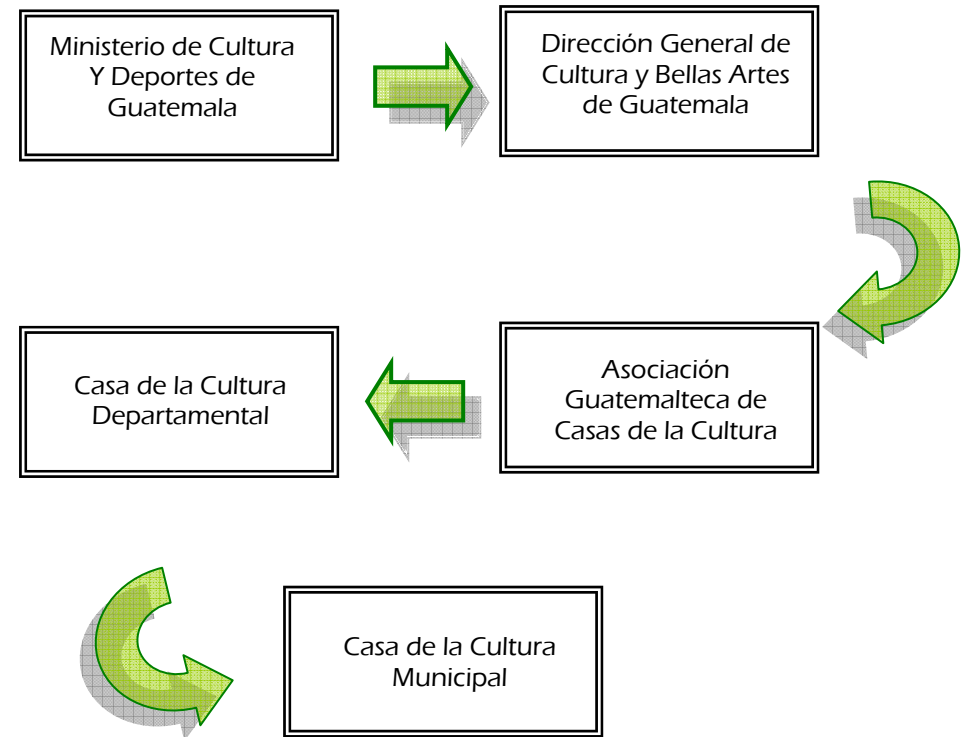 Ministerio de Cultura
Y Deportes de
Guatemala
Dirección General de
Cultura y Bellas Artes
de Guatemala
Asociación
Guatemalteca de
Casas de la Cultura
Casa de la Cultura
Departamental
Casa de la Cultura
Municipal